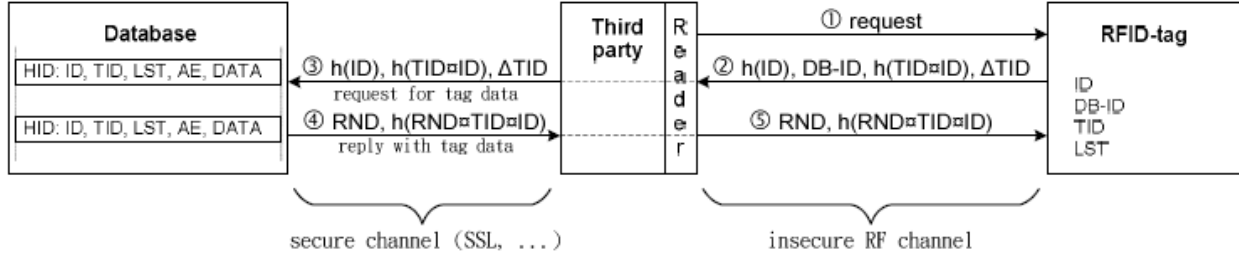 Database
HID: ID, TID, LST, AE, DATA
HID: ID, TID, LST, AE, DATA
③ h(ID), h(TID¤ID), ΔTID
request for tag data
④ RND, h(RND¤TID¤ID)
reply with tag data
Third
party
Reader
① request
② h(ID), DB-ID, h(TID¤ID), ΔTID
⑤ RND, h(RND¤TID¤ID)
RFID-tag
ID
DB-ID
TID
LST
secure channel (SSL, ...)
insecure RF channel